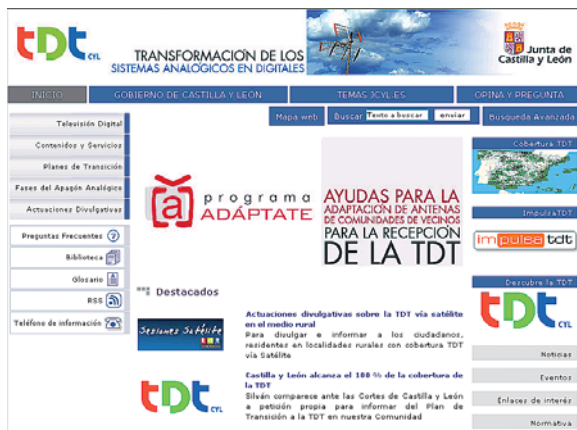 TDT CYL
TRANSFORMACIÓN DE LOS
SISTEMAS ANALÓGICOS EN DIGITALES
Junta de
Castilla y León
INICIO
GOBIERNO DE CASTILLA Y LEON
TEMAS JCYL.ES
OPINA Y PREGUNTA
Mapa web
Buscar
Texto a buscar
enviar
Búsqueda Avanzada
Televisión Digital
Contenidos y Servicios
Planes de Transición
Fases del Apagón Analógico
Actuaciones Divulgativas
Preguntas Frecuentes
Biblioteca
Glosario
RSS
Teléfono de información
programa
ADÁPTATE
AYUDAS PARA LA
ADAPTACIÓN DE ANTENAS
DE COMUNIDADES DE VECINOS
PARA LA RECEPCIÓN
DE LA TDT
Destacados
Sesiones Satélite
Actuaciones divulgativas sobre la TDT vía satélite
en el medio rural
Para divulgar e informar a los ciudadanos,
residentes en localidades rurales con cobertura TDT
vía Satélite
TDT CYL
Castilla y León alcanza el 100 % de la cobertura de
la TDT
Silván comparece ante las Cortes de Castilla y León
a petición propia para informar del Plan de
Transición a la TDT en nuestra Comunidad
Cobertura TDT
ImpulsaTDT
impulsa tdt
Descubre la TDT
TDT CYL
Noticias
Eventos
Enlaces de interés
Normativa